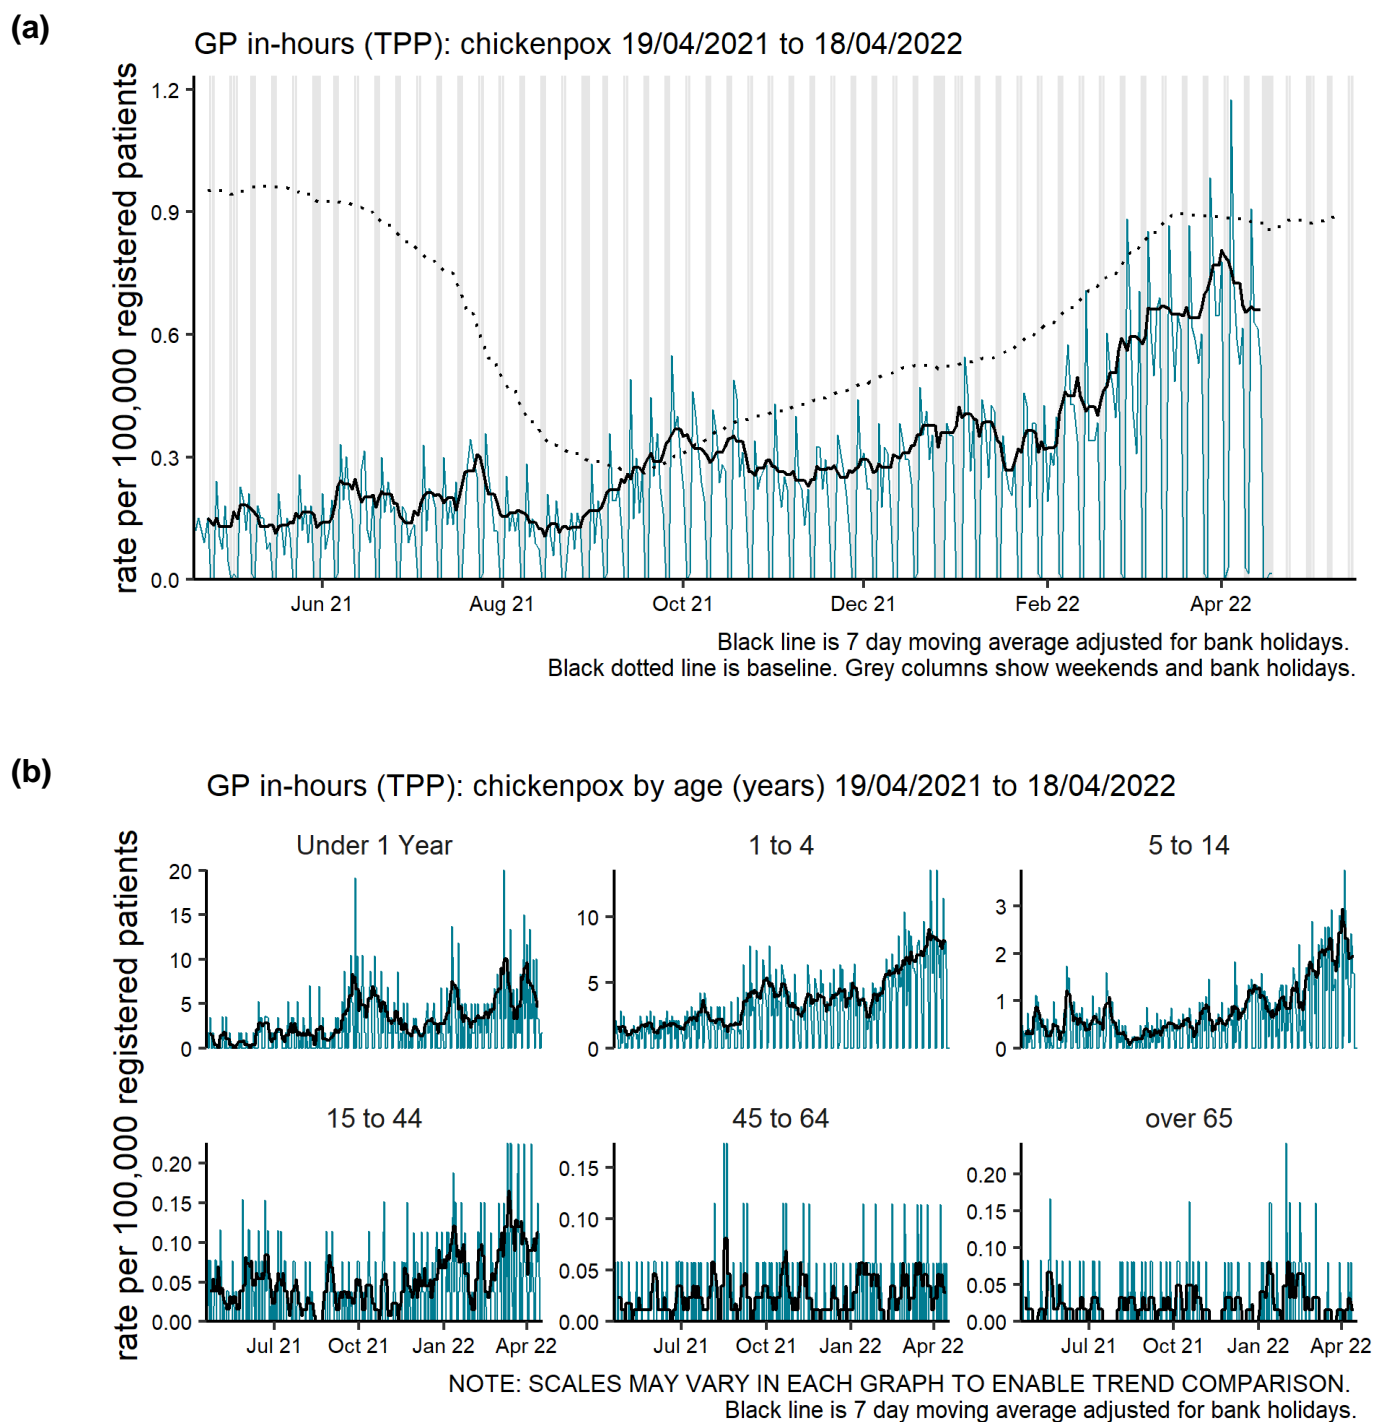 (a)
GP in-hours (TPP): chickenpox 19/04/2021 to 18/04/2022
rate per 100,000 registered patients
1.2
0.9
0.6
0.3
0.0
Jun 21 Aug 21 Oct 21 Dec 21 Feb 22 Apr 22
Black line is 7 day moving average adjusted for bank holidays.
Black dotted line is baseline. Grey columns show weekends and bank holidays.
(b)
GP in-hours (TPP): chickenpox by age (years) 19/04/2021 to 18/04/2022
rate per 100,000 registered patients
Under 1 Year
20
15
10
5
0
1 to 4
10
5
0
5 to 14
3
2
1
0
15 to 44
0.20
0.15
0.10
0.05
0.00
Jul 21 Oct 21 Jan 22 Apr 22
45 to 64
0.15
0.10
0.05
0.00
Jul 21 Oct 21 Jan 22 Apr 22
over 65
0.20
0.15
0.10
0.05
0.00
Jul 21 Oct 21 Jan 22 Apr 22
NOTE: SCALES MAY VARY IN EACH GRAPH TO ENABLE TREND COMPARISON.
Black line is 7 day moving average adjusted for bank holidays.